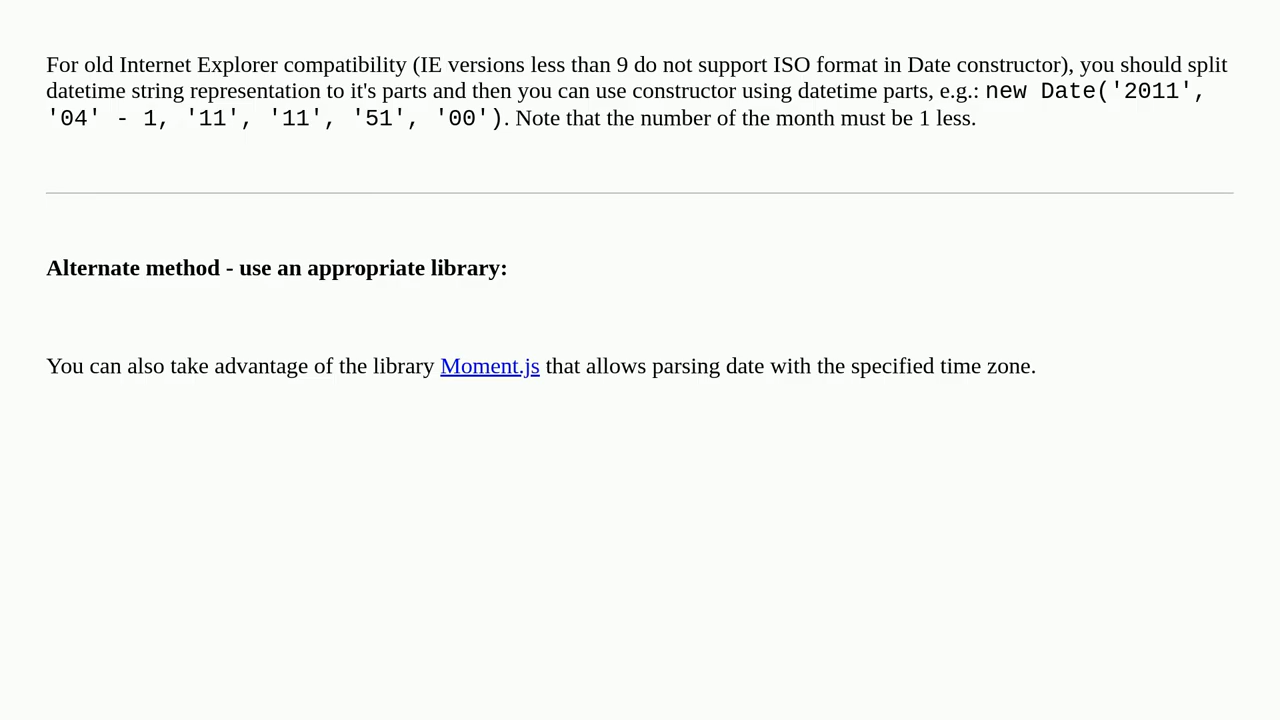 For old Internet Explorer compatibility (IE versions less than 9 do not support ISO format in Date constructor), you should split
datetime string representation to it's parts and then you can use constructor using datetime parts, e.g.: new Date('2011',
'04' - 1, '11', '11', '51', '00'). Note that the number of the month must be 1 less.
Alternate method - use an appropriate library:
You can also take advantage of the library Moment.js that allows parsing date with the specified time zone.